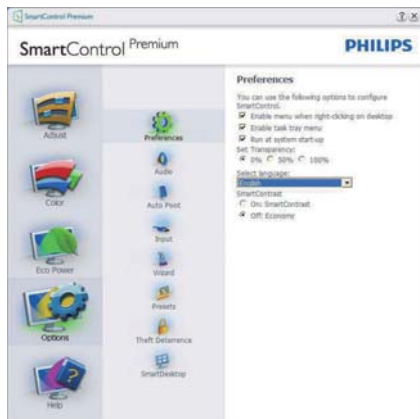 SmartControl Premium
SmartControl Premium
PHILIPS
Adjust
Color
Eco Power
Options
Help
Preferences
Audio
Auto Pivot
Input
Wizard
Presets
Theft Deterrence
SmartDesktop
Preferences
You can use the following options to configure
SmartControl.
Enable menu when right-clicking on desktop
Enable task tray menu
Run at system start-up
Set Transparency:
0% 50% 100%
Select language:
English
SmartContrast
On: SmartContrast
Off: Economy